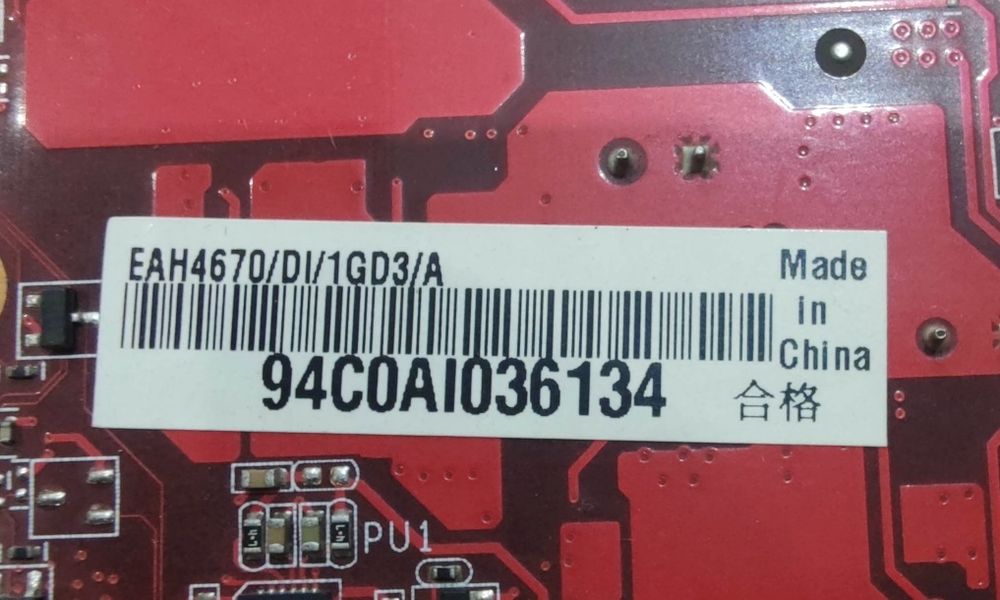 EAH4670/DI/1GD3/A
Made
in
China
94C0AI036134
合格
PU1